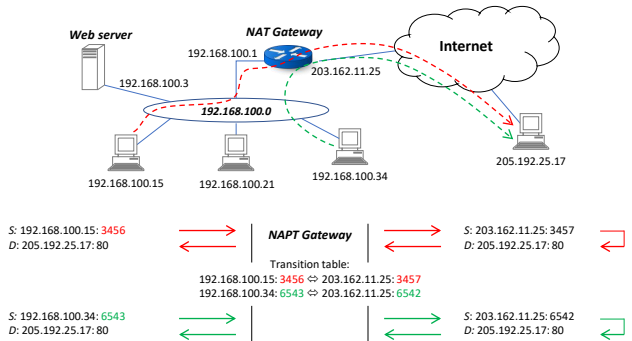 NAT Gateway
Web server
Internet
192.168.100.1
203.162.11.25
192.168.100.3
192.168.100.0
205.192.25.17
192.168.100.15
192.168.100.21
192.168.100.34
S: 192.168.100.15: 3456
D: 205.192.25.17: 80
NAPT Gateway
S: 203.162.11.25: 3457
D: 205.192.25.17: 80
Transition table:
192.168.100.15: 3456 ⇔ 203.162.11.25: 3457
192.168.100.34: 6543 ⇔ 203.162.11.25: 6542
S: 192.168.100.34: 6543
D: 205.192.25.17: 80
S: 203.162.11.25: 6542
D: 205.192.25.17: 80